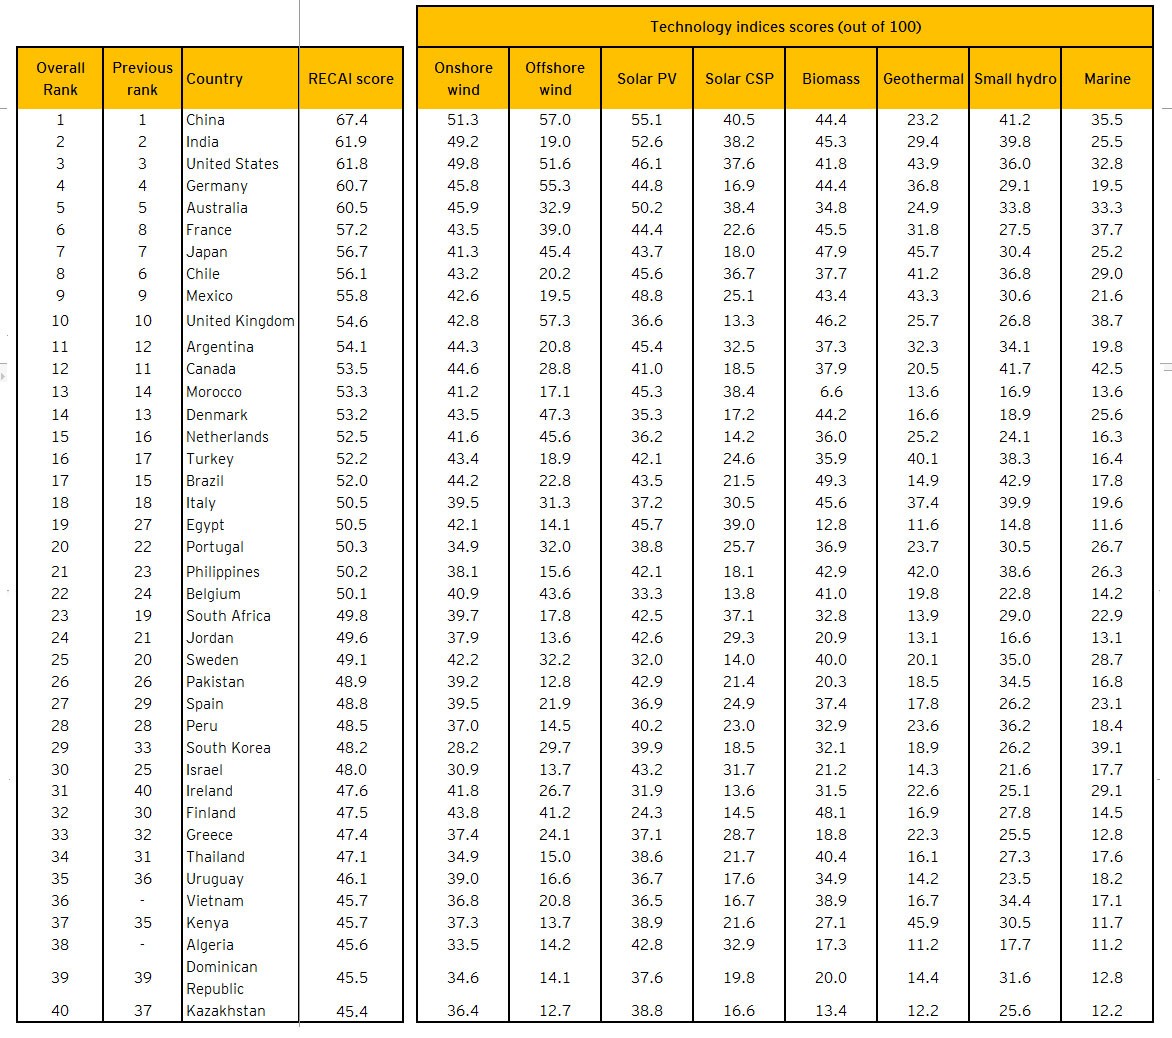 Technology indices scores (out of 100)
Overall Rank Previous rank Country RECAI score Onshore wind Offshore wind Solar PV Solar CSP Biomass Geothermal Small hydro Marine
1 1 China 67.4 51.3 57.0 55.1 40.5 44.4 23.2 41.2 35.5
2 2 India 61.9 49.2 19.0 52.6 38.2 45.3 29.4 39.8 25.5
3 3 United States 61.8 49.8 51.6 46.1 37.6 41.8 43.9 36.0 32.8
4 4 Germany 60.7 45.8 55.3 44.8 16.9 44.4 36.8 29.1 19.5
5 5 Australia 60.5 45.9 32.9 50.2 38.4 34.8 24.9 33.8 33.3
6 8 France 57.2 43.5 39.0 44.4 22.6 45.5 31.8 27.5 37.7
7 7 Japan 56.7 41.3 45.4 43.7 18.0 47.9 45.7 30.4 25.2
8 6 Chile 56.1 43.2 20.2 45.6 36.7 37.7 41.2 36.8 29.0
9 9 Mexico 55.8 42.6 19.5 48.8 25.1 43.4 43.3 30.6 21.6
10 10 United Kingdom 54.6 42.8 57.3 36.6 13.3 46.2 25.7 26.8 38.7
11 12 Argentina 54.1 44.3 20.8 45.4 32.5 37.3 32.3 34.1 19.8
12 11 Canada 53.5 44.6 28.8 41.0 18.5 37.9 20.5 41.7 42.5
13 14 Morocco 53.3 41.2 17.1 45.3 38.4 6.6 13.6 16.9 13.6
14 13 Denmark 53.2 43.5 47.3 35.3 17.2 44.2 16.6 18.9 25.6
15 16 Netherlands 52.5 41.6 45.6 36.2 14.2 36.0 25.2 24.1 16.3
16 17 Turkey 52.2 43.4 18.9 42.1 24.6 35.9 40.1 38.3 16.4
17 15 Brazil 52.0 44.2 22.8 43.5 21.5 49.3 14.9 42.9 17.8
18 18 Italy 50.5 39.5 31.3 37.2 30.5 45.6 37.4 39.9 19.6
19 27 Egypt 50.5 42.1 14.1 45.7 39.0 12.8 11.6 14.8 11.6
20 22 Portugal 50.3 34.9 32.0 38.8 25.7 36.9 23.7 30.5 26.7
21 23 Philippines 50.2 38.1 15.6 42.1 18.1 42.9 42.0 38.6 26.3
22 24 Belgium 50.1 40.9 43.6 33.3 13.8 41.0 19.8 22.8 14.2
23 19 South Africa 49.8 39.7 17.8 42.5 37.1 32.8 13.9 29.0 22.9
24 21 Jordan 49.6 37.9 13.6 42.6 29.3 20.9 13.1 16.6 13.1
25 20 Sweden 49.1 42.2 32.2 32.0 14.0 40.0 20.1 35.0 28.7
26 26 Pakistan 48.9 39.2 12.8 42.9 21.4 20.3 18.5 34.5 16.8
27 29 Spain 48.8 39.5 21.9 36.9 24.9 37.4 17.8 26.2 23.1
28 28 Peru 48.5 37.0 14.5 40.2 23.0 32.9 23.6 36.2 18.4
29 33 South Korea 48.2 28.2 29.7 39.9 18.5 32.1 18.9 26.2 39.1
30 25 Israel 48.0 30.9 13.7 43.2 31.7 21.2 14.3 21.6 17.7
31 40 Ireland 47.6 41.8 26.7 31.9 13.6 31.5 22.6 25.1 29.1
32 30 Finland 47.5 43.8 41.2 24.3 14.5 48.1 16.9 27.8 14.5
33 32 Greece 47.4 37.4 24.1 37.1 28.7 18.8 22.3 25.5 12.8
34 31 Thailand 47.1 34.9 15.0 38.6 21.7 40.4 16.1 27.3 17.6
35 36 Uruguay 46.1 39.0 16.6 36.7 17.6 34.9 14.2 23.5 18.2
36 - Vietnam 45.7 36.8 20.8 36.5 16.7 38.9 16.7 34.4 17.1
37 35 Kenya 45.7 37.3 13.7 38.9 21.6 27.1 45.9 30.5 11.7
38 - Algeria 45.6 33.5 14.2 42.8 32.9 17.3 11.2 17.7 11.2
39 39 Dominican Republic 45.5 34.6 14.1 37.6 19.8 20.0 14.4 31.6 12.8
40 37 Kazakhstan 45.4 36.4 12.7 38.8 16.6 13.4 12.2 25.6 12.2